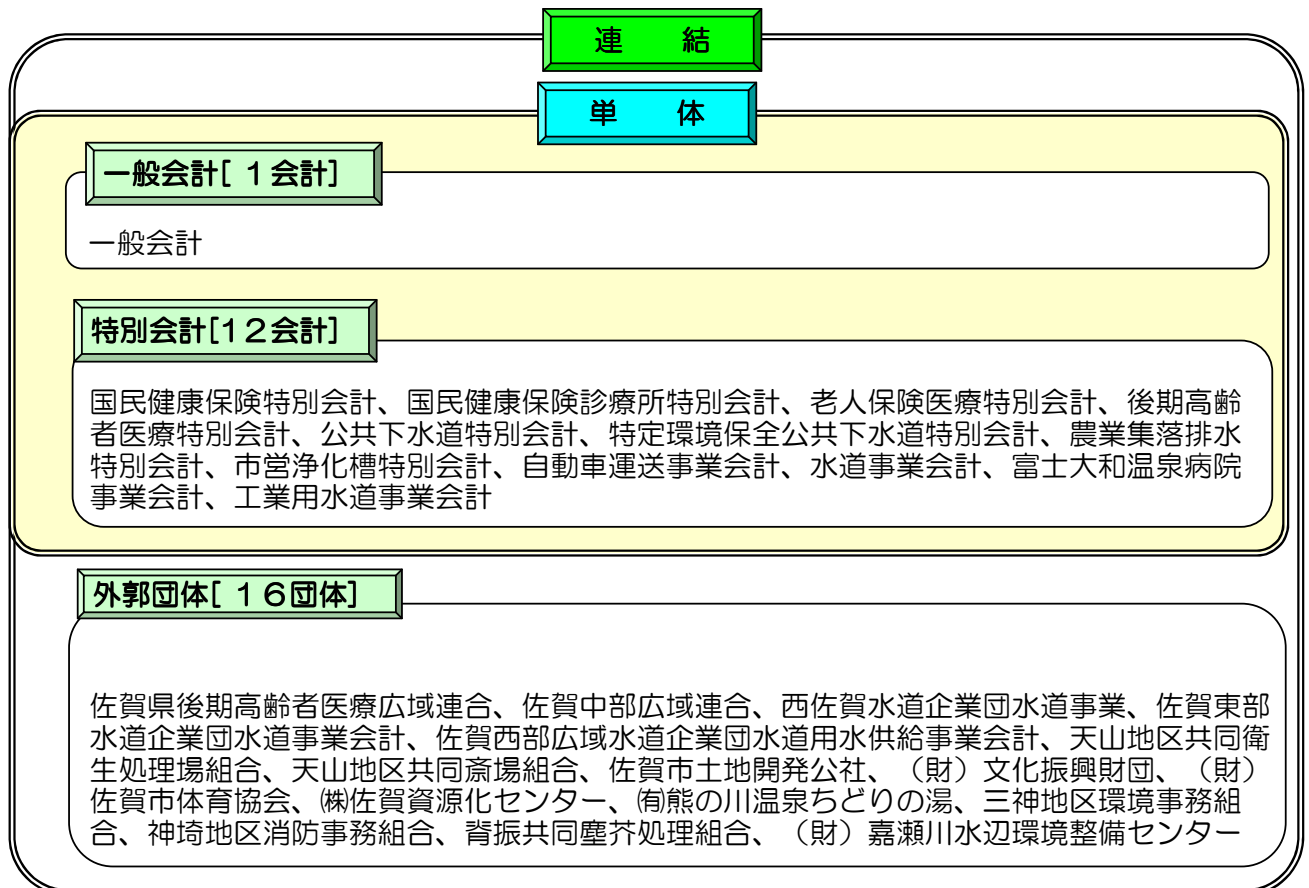 連　結
単　体
一般会計[ 1会計]
一般会計
特別会計[12会計]
国民健康保険特別会計、国民健康保険診療所特別会計、老人保険医療特別会計、後期高齢
者医療特別会計、公共下水道特別会計、特定環境保全公共下水道特別会計、農業集落排水
特別会計、市営浄化槽特別会計、自動車運送事業会計、水道事業会計、富士大和温泉病院
事業会計、工業用水道事業会計
外郭団体[ 16団体]
佐賀県後期高齢者医療広域連合、佐賀中部広域連合、西佐賀水道企業団水道事業、佐賀東部
水道企業団水道事業会計、佐賀西部広域水道企業団水道用水供給事業会計、天山地区共同衛
生処理場組合、天山地区共同斎場組合、佐賀市土地開発公社、（財）文化振興財団、（財）
佐賀市体育協会、㈱佐賀資源化センター、㈲熊の川温泉ちどりの湯、三神地区環境事務組
合、神埼地区消防事務組合、脊振共同塵芥処理組合、（財）嘉瀬川水辺環境整備センター